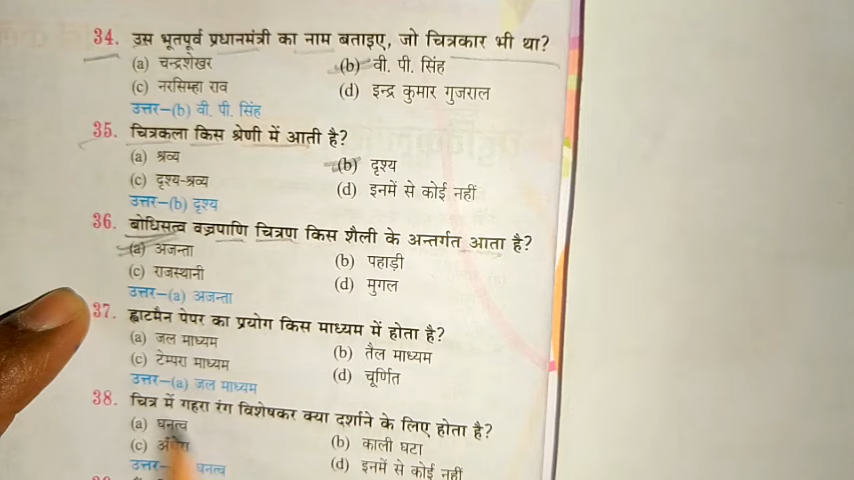 34. उस भूतपूर्व प्रधानमंत्री का नाम बताइए, जो चित्रकार भी था?
(a) चन्द्रशेखर (b) वी. पी. सिंह
(c) नरसिम्हा राव (d) इन्द्र कुमार गुजराल
उत्तर–(b) वी. पी. सिंह
35. चित्रकला किस श्रेणी में आती है?
(a) श्रव्य (b) दृश्य
(c) दृश्य-श्रव्य (d) इनमें से कोई नहीं
उत्तर–(b) दृश्य
36. बोधिसत्व वज्रपाणि चित्रण किस शैली के अन्तर्गत आता है?
(a) अजन्ता (b) पहाड़ी
(c) राजस्थानी (d) मुगल
उत्तर–(a) अजन्ता
37. ह्वाटमैन पेपर का प्रयोग किस माध्यम में होता है?
(a) जल माध्यम (b) तैल माध्यम
(c) टेम्परा माध्यम (d) चूर्णित
उत्तर–(a) जल माध्यम
38. चित्र में गहरा रंग विशेषकर क्या दर्शाने के लिए होता है?
(a) घनत्व (b) काली घटा
(c) (d) इनमें से कोई नहीं
उत्तर– घनत्व